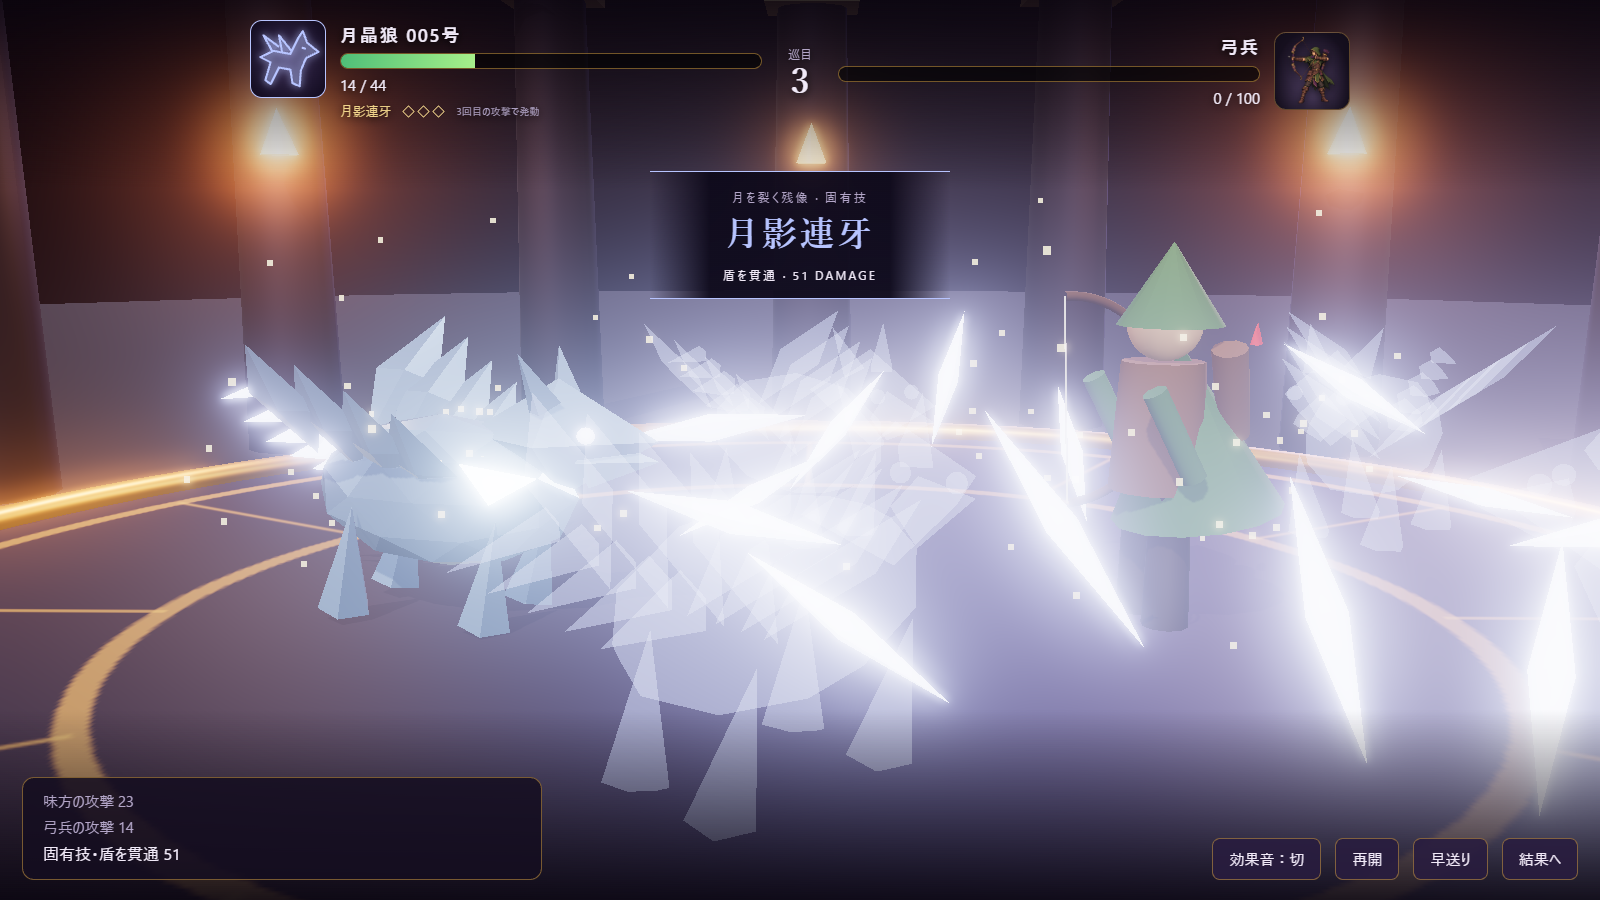 月晶狼 005号
14 / 44
月影連牙 ◇◇◇ 3回目の攻撃で発動
巡目
3
弓兵
0 / 100
月を裂く残像・固有技
月影連牙
盾を貫通・51 DAMAGE
味方の攻撃 23
弓兵の攻撃 14
固有技・盾を貫通 51
効果音：切
再開
早送り
結果へ